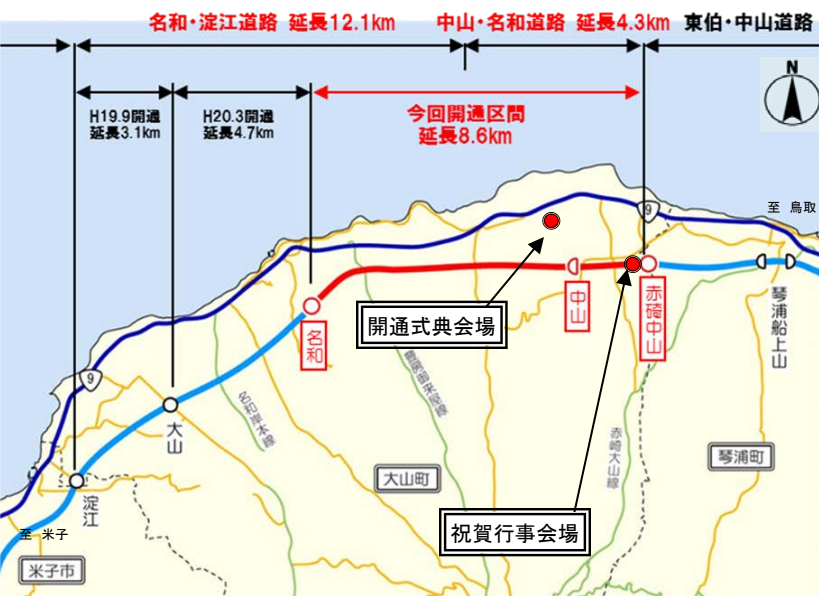 名和・淀江道路 延長12.1km
中山・名和道路 延長4.3km
東伯・中山道路
N
H19.9開通
延長3.1km
H20.3開通
延長4.7km
今回開通区間
延長8.6km
至 鳥取
9
開通式典会場
中山
赤碕中山
琴浦船上山
名和
豊房御来屋線
9
名和岸本線
大山
赤崎大山線
琴浦町
大山町
淀江
祝賀行事会場
至 米子
米子市